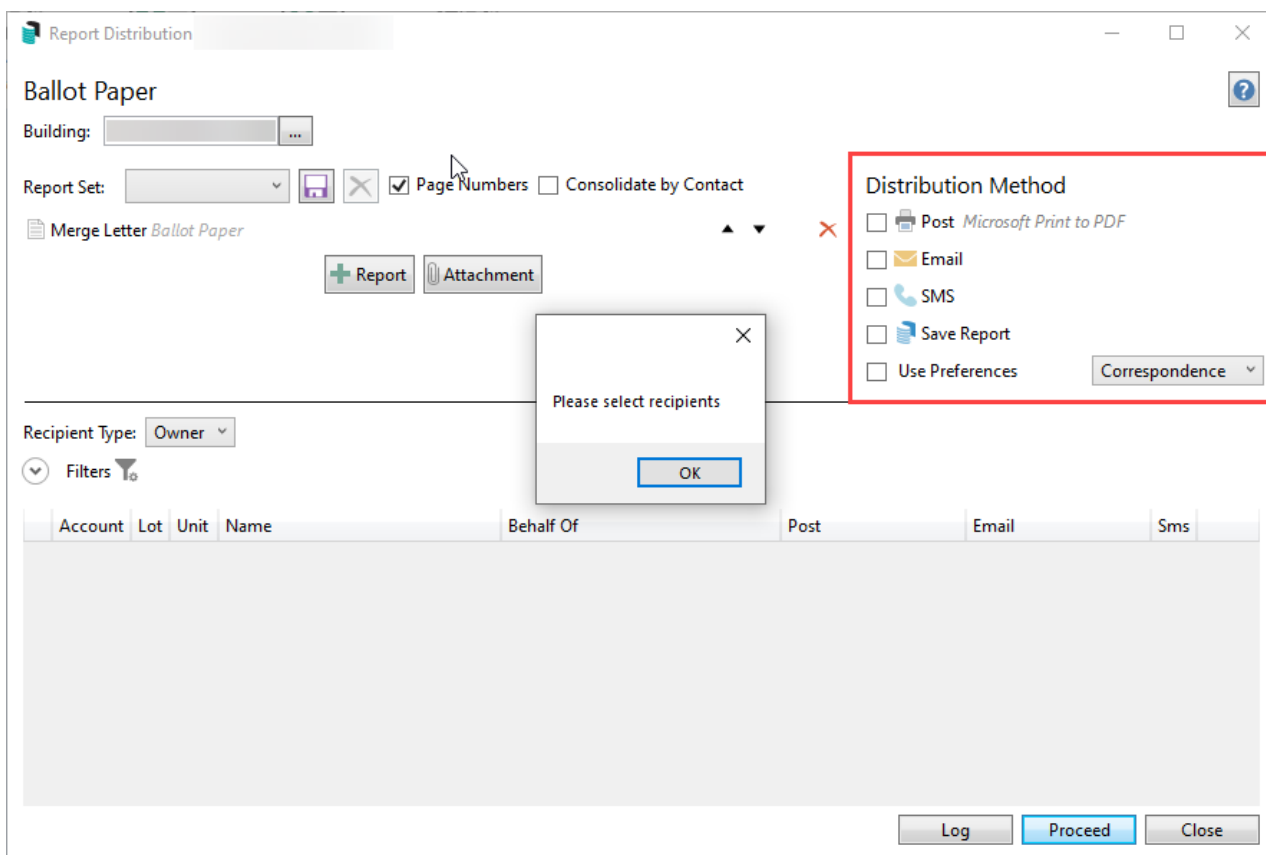 Report Distribution
Ballot Paper
Building: ...
Report Set: Page Numbers Consolidate by Contact
Merge Letter Ballot Paper
Report Attachment
Distribution Method
Post Microsoft Print to PDF
Email
SMS
Save Report
Use Preferences Correspondence
Please select recipients
OK
Recipient Type: Owner
Filters
Account Lot Unit Name Behalf Of Post Email Sms
Log Proceed Close